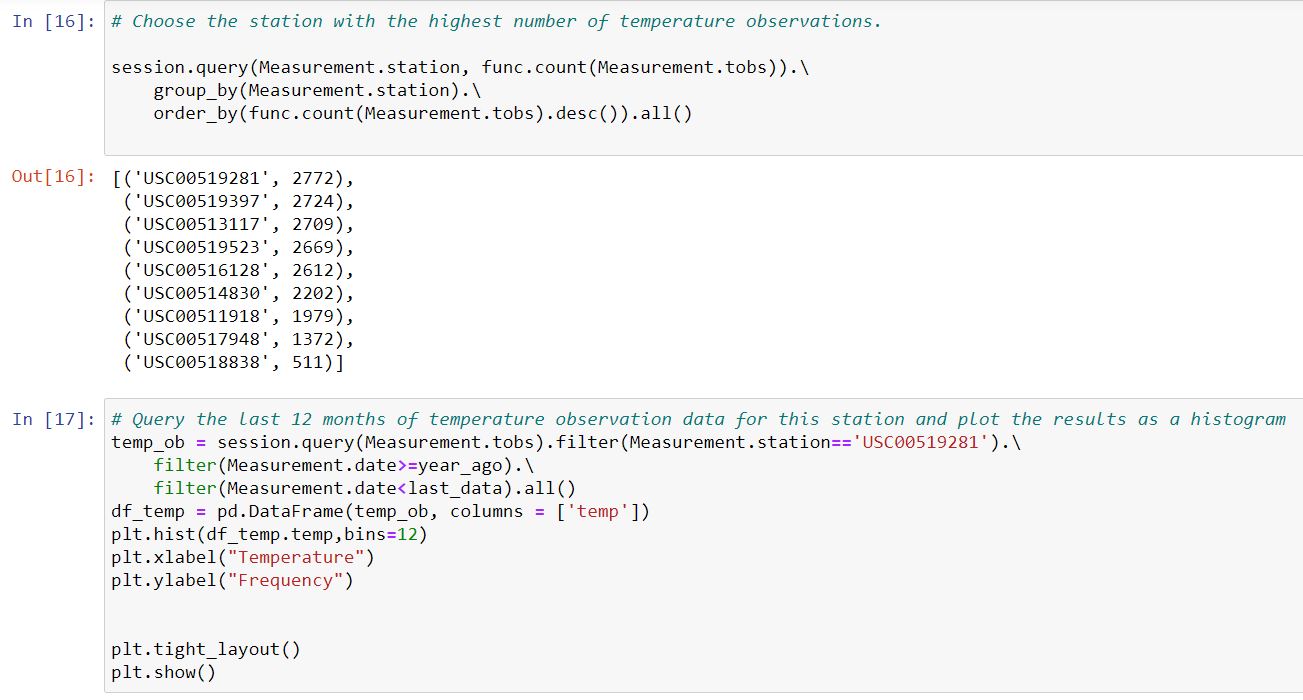 In [16]: # Choose the station with the highest number of temperature observations.
session.query(Measurement.station, func.count(Measurement.tobs)).\
group_by(Measurement.station).\
order_by(func.count(Measurement.tobs).desc()).all()
Out[16]: [('USC00519281', 2772),
('USC00519397', 2724),
('USC00513117', 2709),
('USC00519523', 2669),
('USC00516128', 2612),
('USC00514830', 2202),
('USC00511918', 1979),
('USC00517948', 1372),
('USC00518838', 511)]
In [17]: # Query the last 12 months of temperature observation data for this station and plot the results as a histogram
temp_ob = session.query(Measurement.tobs).filter(Measurement.station=='USC00519281').\
filter(Measurement.date>=year_ago).\
filter(Measurement.date<last_data).all()
df_temp = pd.DataFrame(temp_ob, columns = ['temp'])
plt.hist(df_temp.temp,bins=12)
plt.xlabel("Temperature")
plt.ylabel("Frequency")
plt.tight_layout()
plt.show()